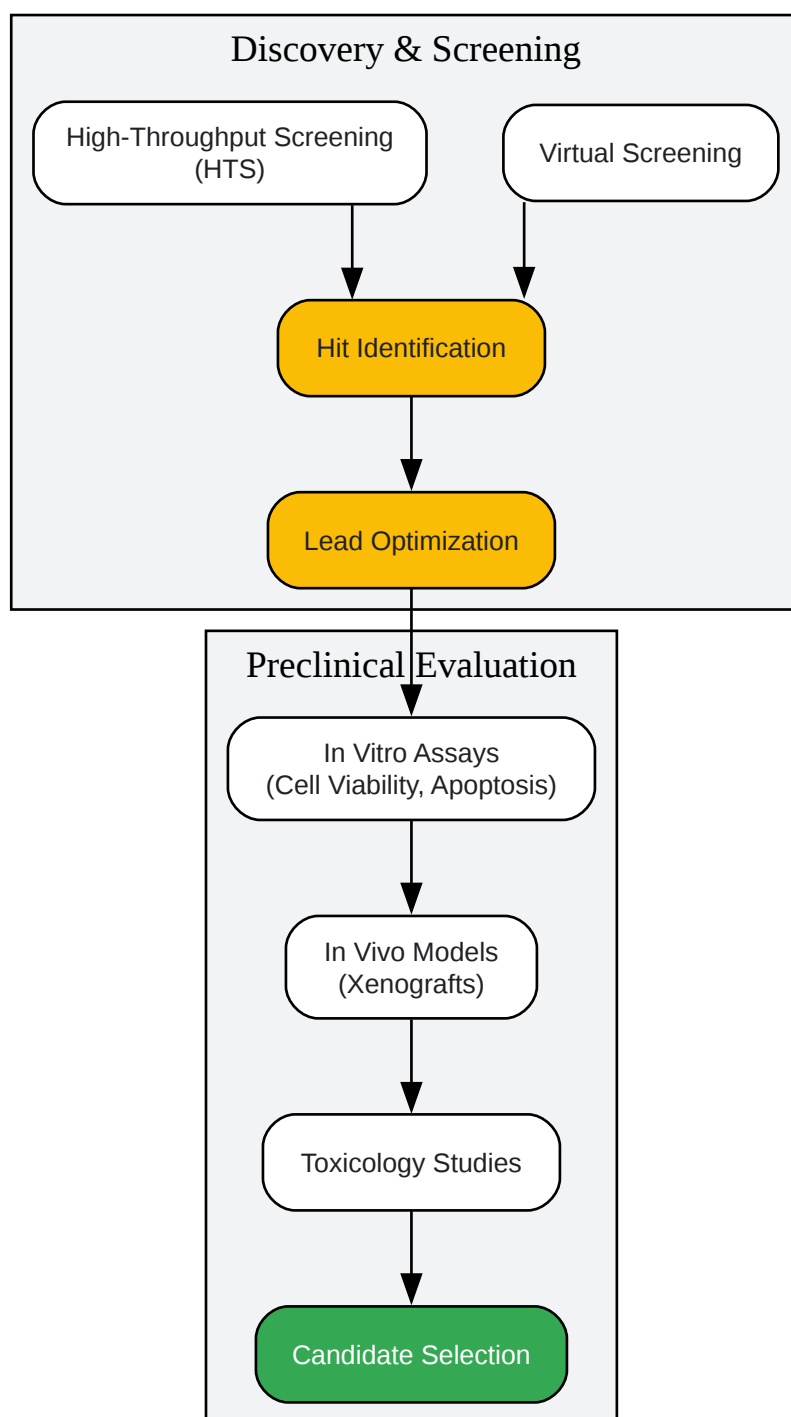 Discovery & Screening
High-Throughput Screening
(HTS)
Virtual Screening
Hit Identification
Lead Optimization
Preclinical Evaluation
In Vitro Assays
(Cell Viability, Apoptosis)
In Vivo Models
(Xenografts)
Toxicology Studies
Candidate Selection